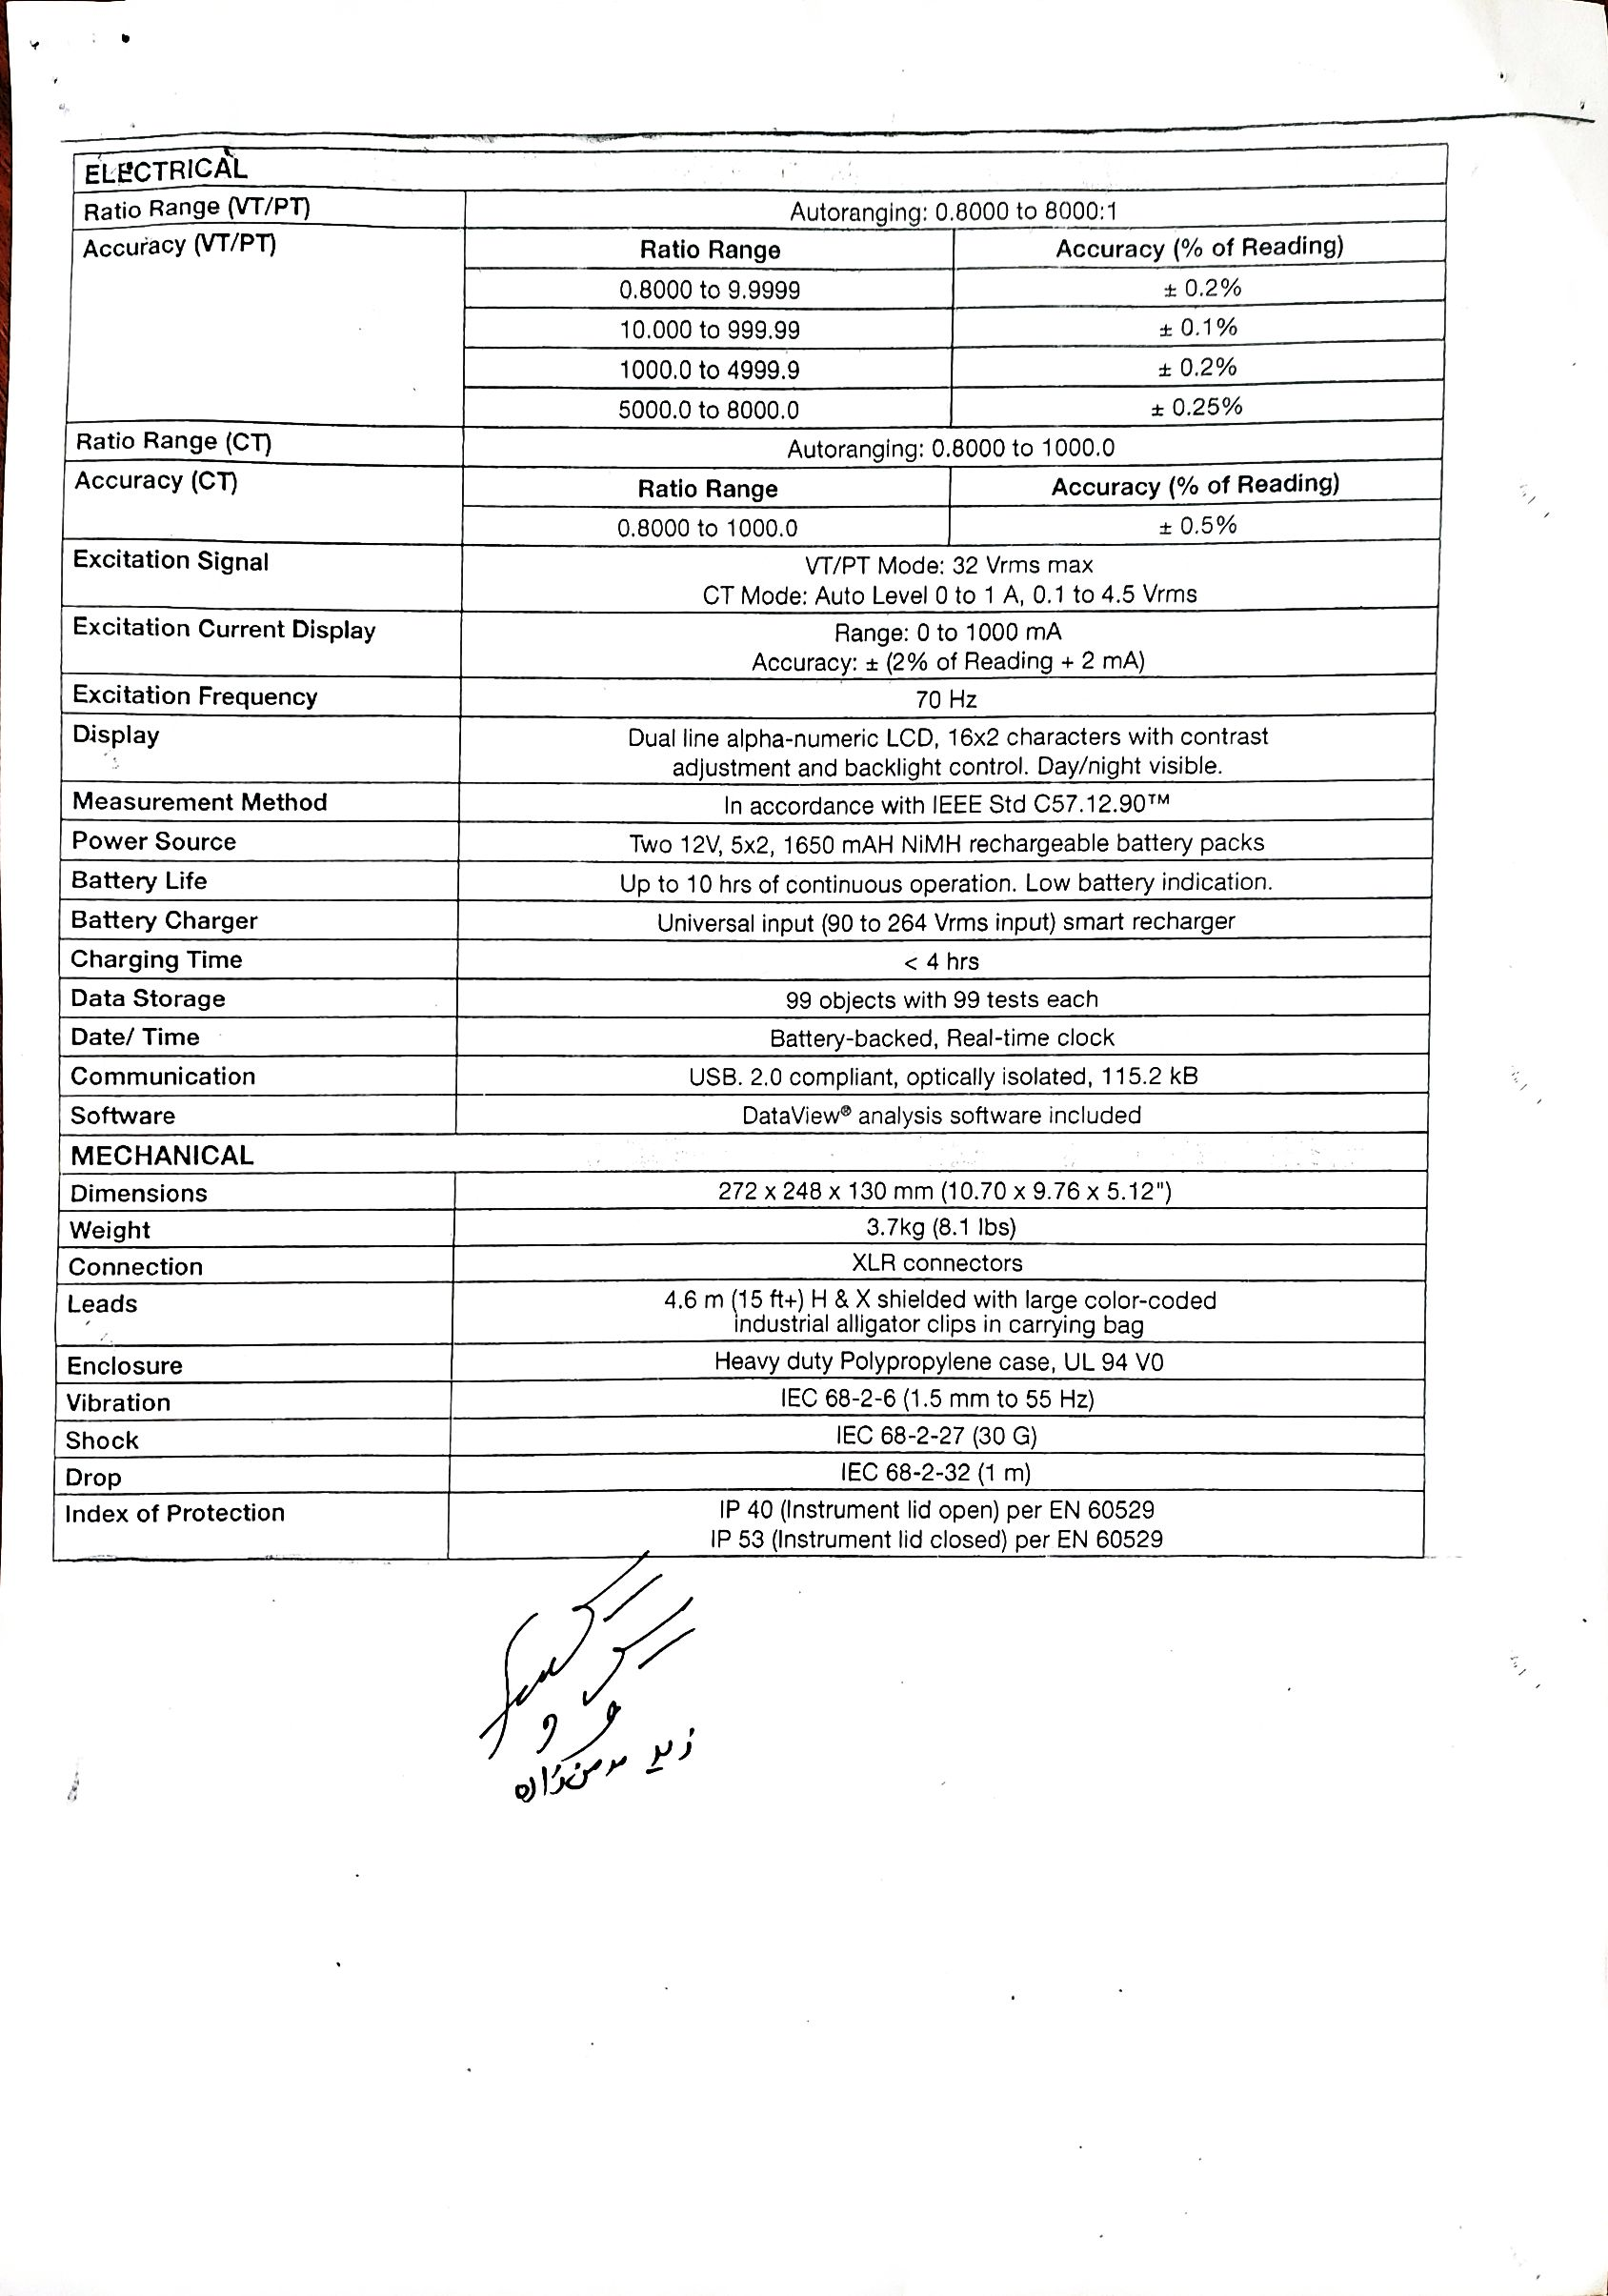 ELECTRICAL
Ratio Range (VT/PT) Autoranging: 0.8000 to 8000:1
Accuracy (VT/PT) Ratio Range Accuracy (% of Reading)
0.8000 to 9.9999 ± 0.2%
10.000 to 999.99 ± 0.1%
1000.0 to 4999.9 ± 0.2%
5000.0 to 8000.0 ± 0.25%
Ratio Range (CT) Autoranging: 0.8000 to 1000.0
Accuracy (CT) Ratio Range Accuracy (% of Reading)
0.8000 to 1000.0 ± 0.5%
Excitation Signal VT/PT Mode: 32 Vrms max
CT Mode: Auto Level 0 to 1 A, 0.1 to 4.5 Vrms
Excitation Current Display Range: 0 to 1000 mA
Accuracy: ± (2% of Reading + 2 mA)
Excitation Frequency 70 Hz
Display Dual line alpha-numeric LCD, 16x2 characters with contrast
adjustment and backlight control. Day/night visible.
Measurement Method In accordance with IEEE Std C57.12.90™
Power Source Two 12V, 5x2, 1650 mAH NiMH rechargeable battery packs
Battery Life Up to 10 hrs of continuous operation. Low battery indication.
Battery Charger Universal input (90 to 264 Vrms input) smart recharger
Charging Time < 4 hrs
Data Storage 99 objects with 99 tests each
Date/ Time Battery-backed, Real-time clock
Communication USB. 2.0 compliant, optically isolated, 115.2 kB
Software DataView® analysis software included
MECHANICAL
Dimensions 272 x 248 x 130 mm (10.70 x 9.76 x 5.12")
Weight 3.7kg (8.1 lbs)
Connection XLR connectors
Leads 4.6 m (15 ft+) H & X shielded with large color-coded
industrial alligator clips in carrying bag
Enclosure Heavy duty Polypropylene case, UL 94 V0
Vibration IEC 68-2-6 (1.5 mm to 55 Hz)
Shock IEC 68-2-27 (30 G)
Drop IEC 68-2-32 (1 m)
Index of Protection IP 40 (Instrument lid open) per EN 60529
IP 53 (Instrument lid closed) per EN 60529